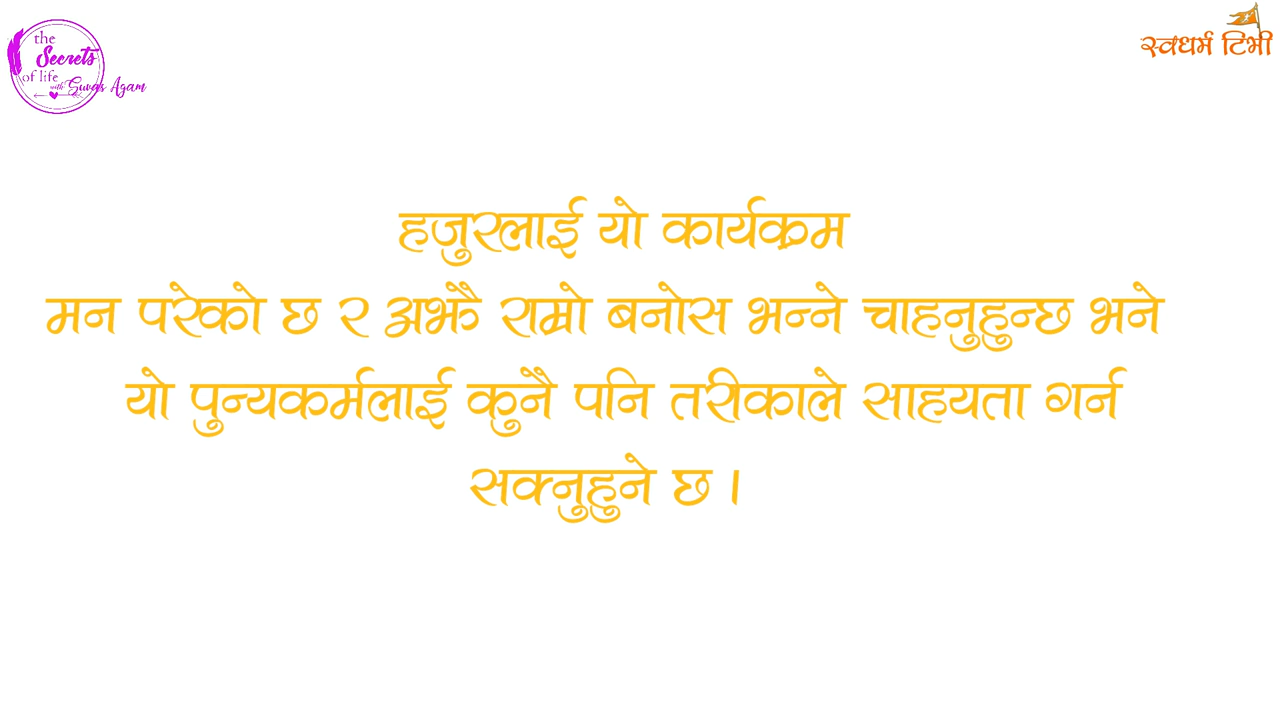 the
Secrets
of life
with Suvas Agam
स्वधर्म टिभी
हजुरलाई यो कार्यक्रम
मन परेको छ र अझै राम्रो बनोस भन्ने चाहनुहुन्छ भने
यो पुन्यकर्मलाई कुनै पनि तरीकाले साहयता गर्न
सक्नुहुने छ ।